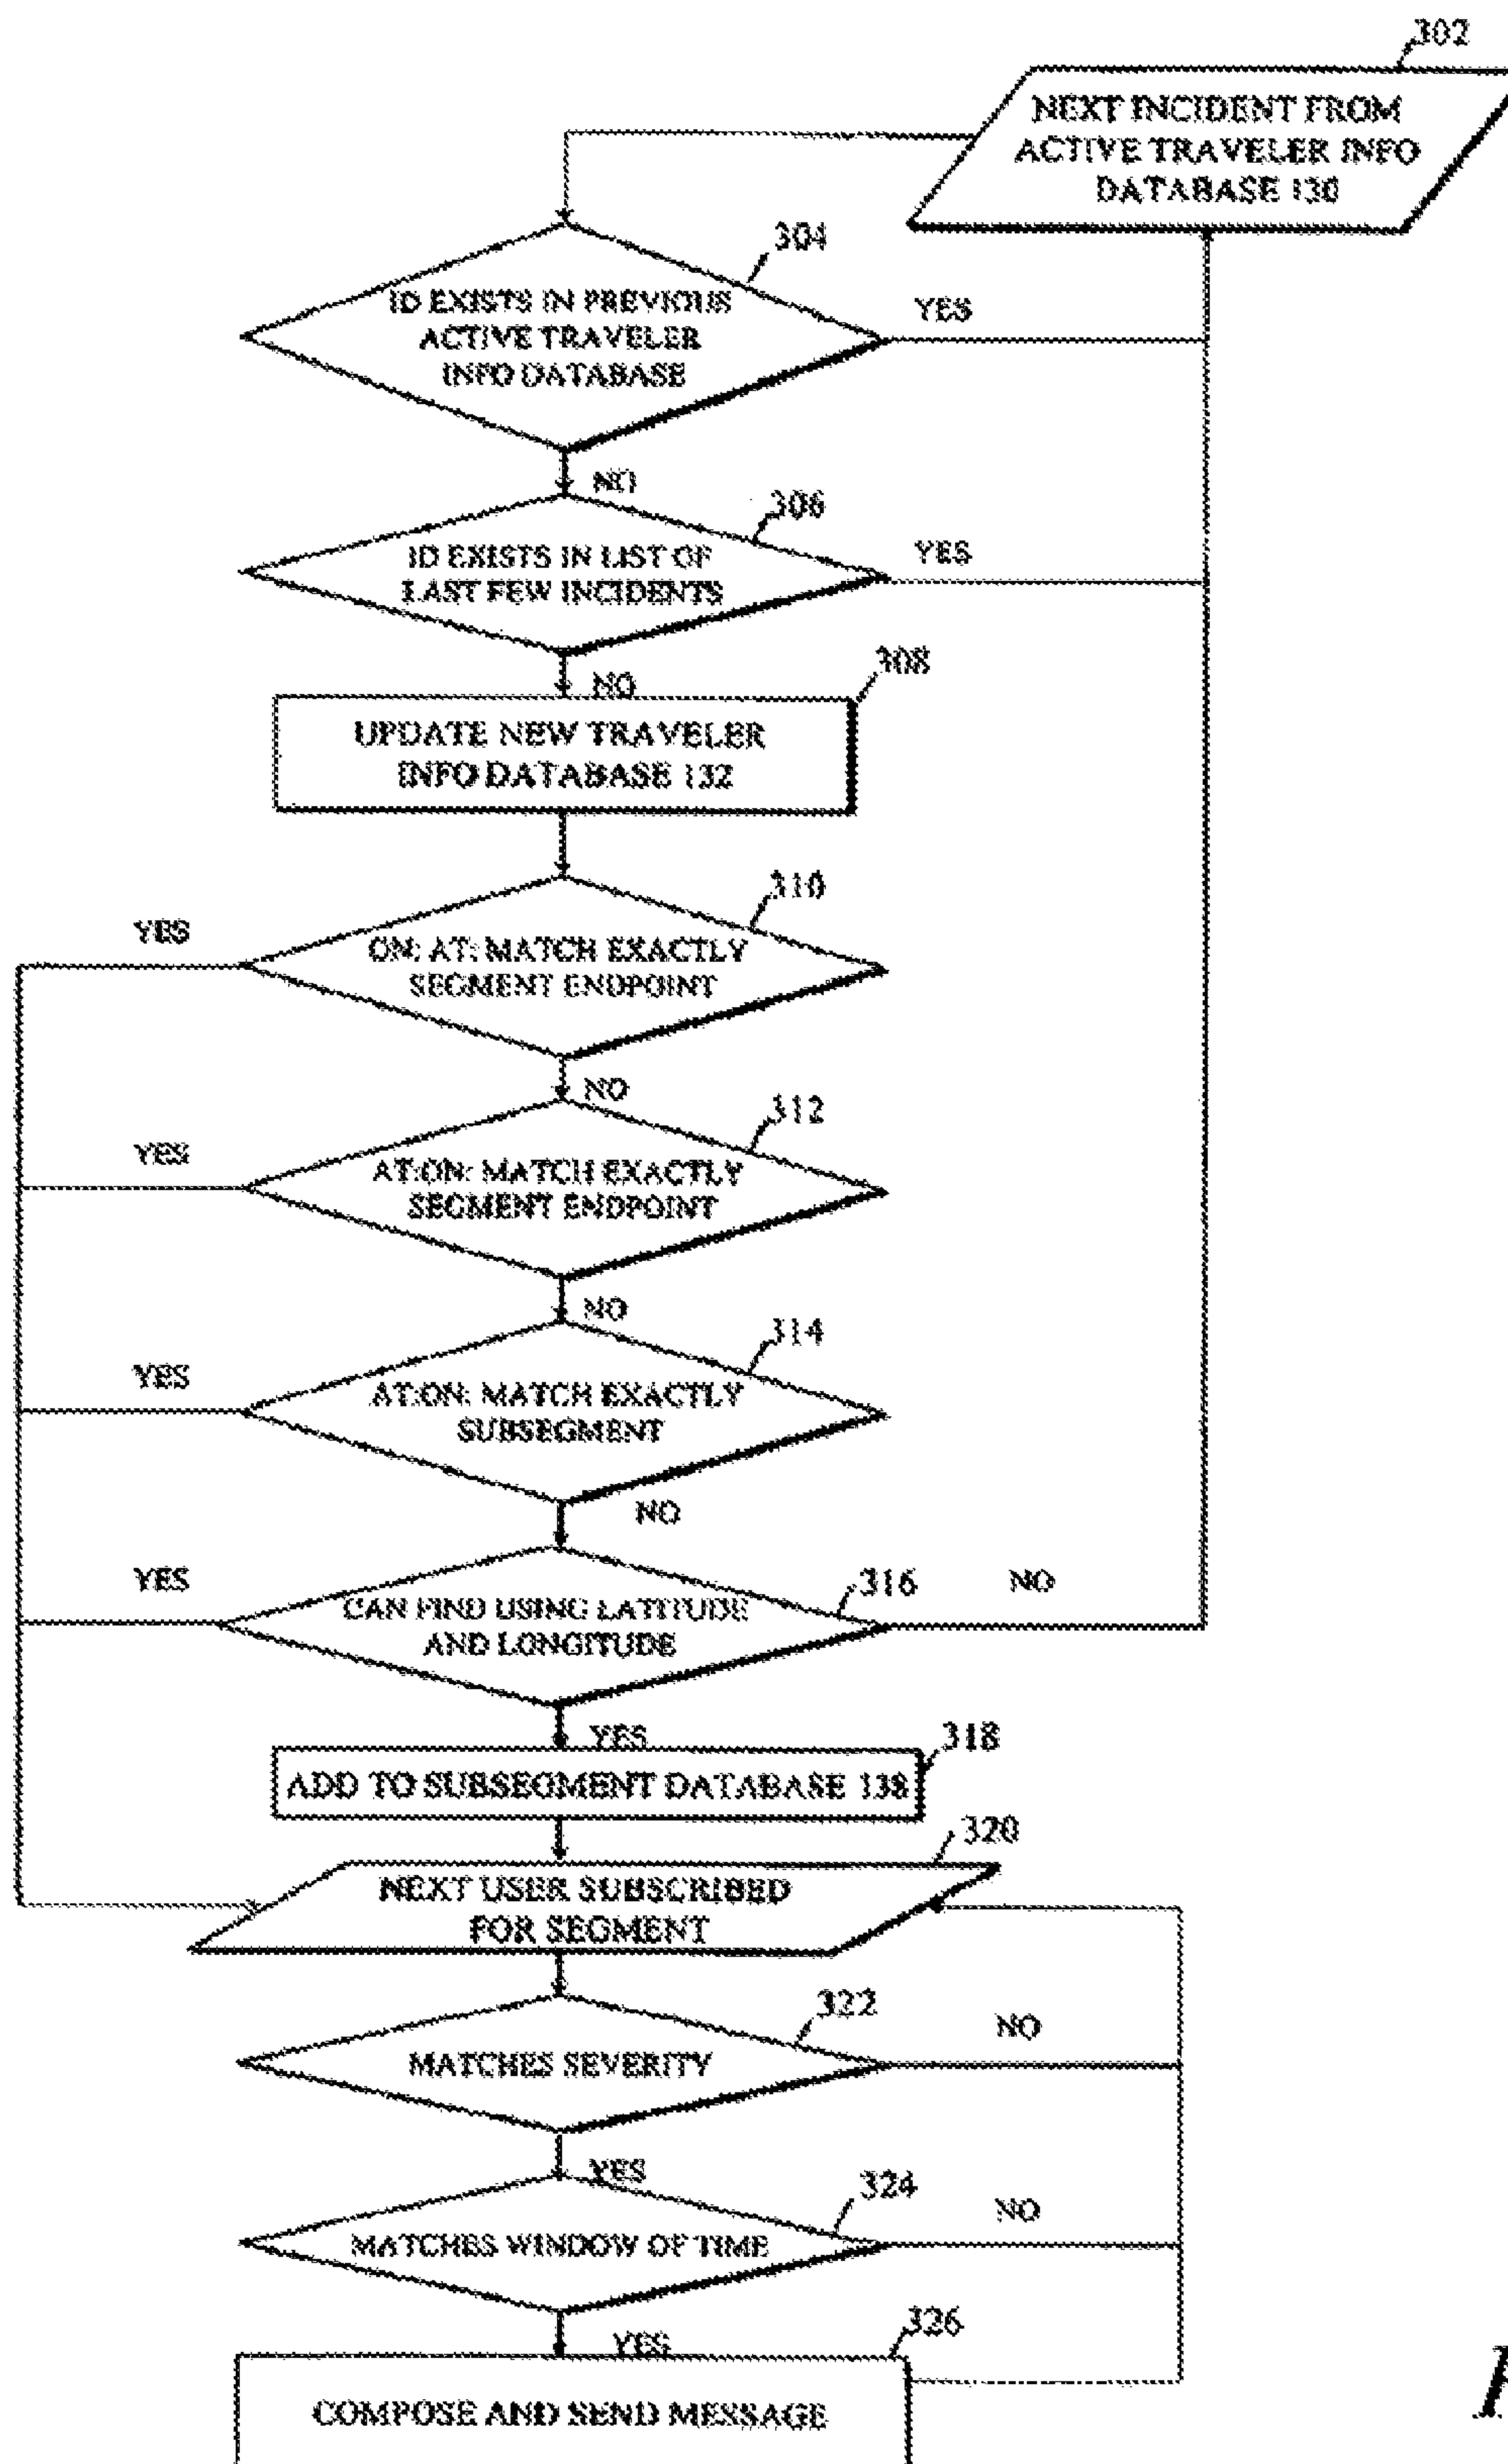 302
NEXT INCIDENT FROM
ACTIVE TRAVELER INFO
DATABASE 130
304
ID EXISTS IN PREVIOUS
ACTIVE TRAVELER
INFO DATABASE
YES
NO
306
ID EXISTS IN LIST OF
LAST FEW INCIDENTS
YES
NO
308
UPDATE NEW TRAVELER
INFO DATABASE 132
310
YES
ON: AT: MATCH EXACTLY
SEGMENT ENDPOINT
NO
312
YES
AT:ON: MATCH EXACTLY
SEGMENT ENDPOINT
NO
314
YES
AT:ON: MATCH EXACTLY
SUBSEGMENT
NO
YES
316
NO
CAN FIND USING LATITUDE
AND LONGITUDE
YES
318
ADD TO SUBSEGMENT DATABASE 138
320
NEXT USER SUBSCRIBED
FOR SEGMENT
322
NO
MATCHES SEVERITY
YES
324
NO
MATCHES WINDOW OF TIME
YES
326
COMPOSE AND SEND MESSAGE